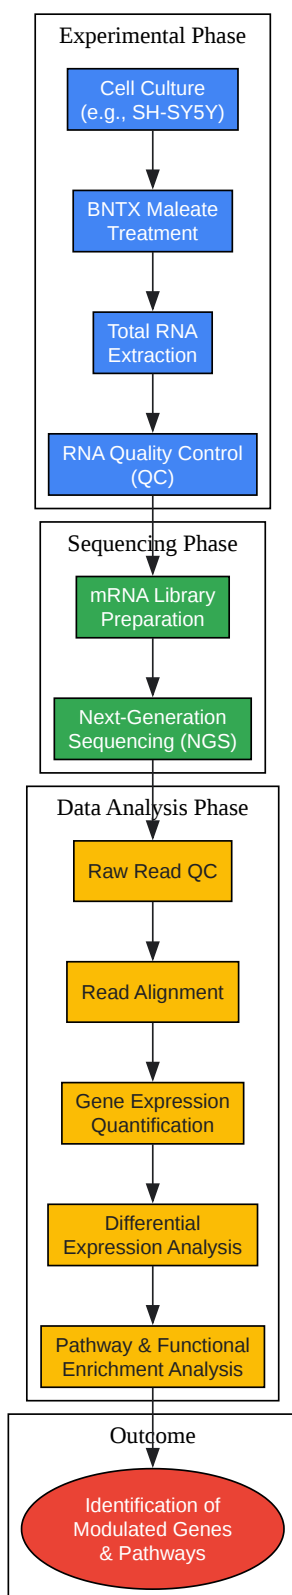 Experimental Phase
Cell Culture
(e.g., SH-SY5Y)
BNTX Maleate
Treatment
Total RNA
Extraction
RNA Quality Control
(QC)
Sequencing Phase
mRNA Library
Preparation
Next-Generation
Sequencing (NGS)
Data Analysis Phase
Raw Read QC
Read Alignment
Gene Expression
Quantification
Differential
Expression Analysis
Pathway & Functional
Enrichment Analysis
Outcome
Identification of
Modulated Genes
& Pathways